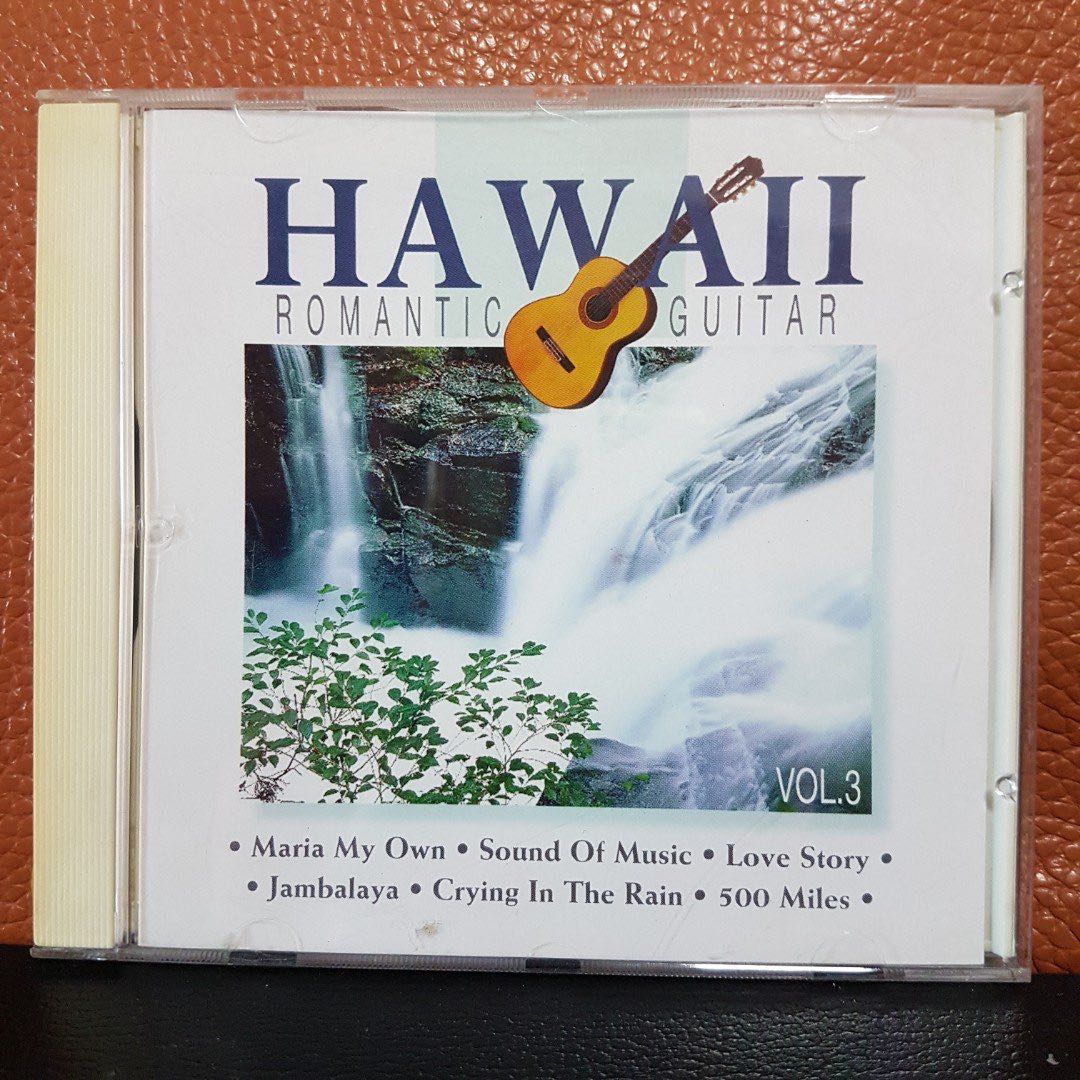 HAWAII
ROMANTIC GUITAR
VOL.3
• Maria My Own • Sound Of Music • Love Story •
• Jambalaya • Crying In The Rain • 500 Miles •